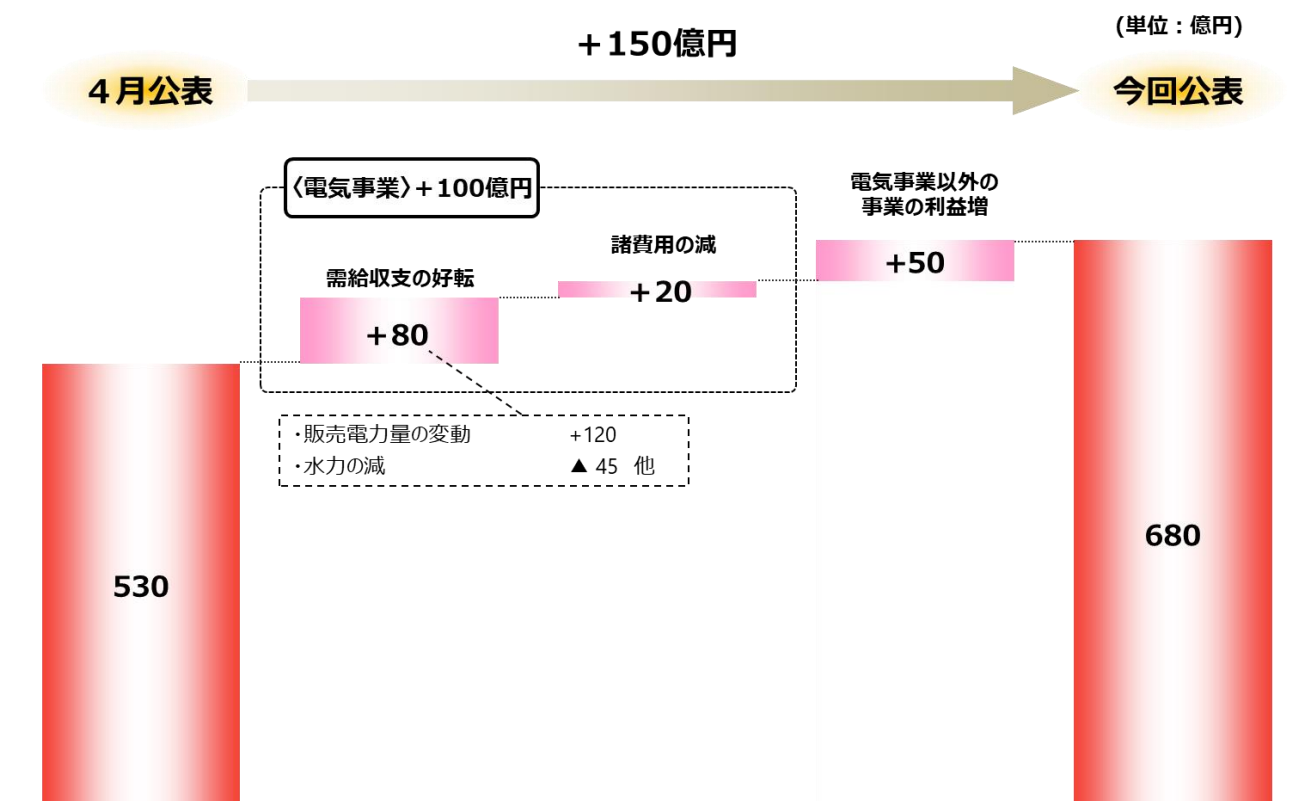 (単位：億円)
＋150億円
４月公表
今回公表
〈電気事業〉＋100億円
電気事業以外の
事業の利益増
諸費用の減
需給収支の好転
+50
＋20
＋80
・販売電力量の変動 +120
・水力の減 ▲ 45 他
530
680